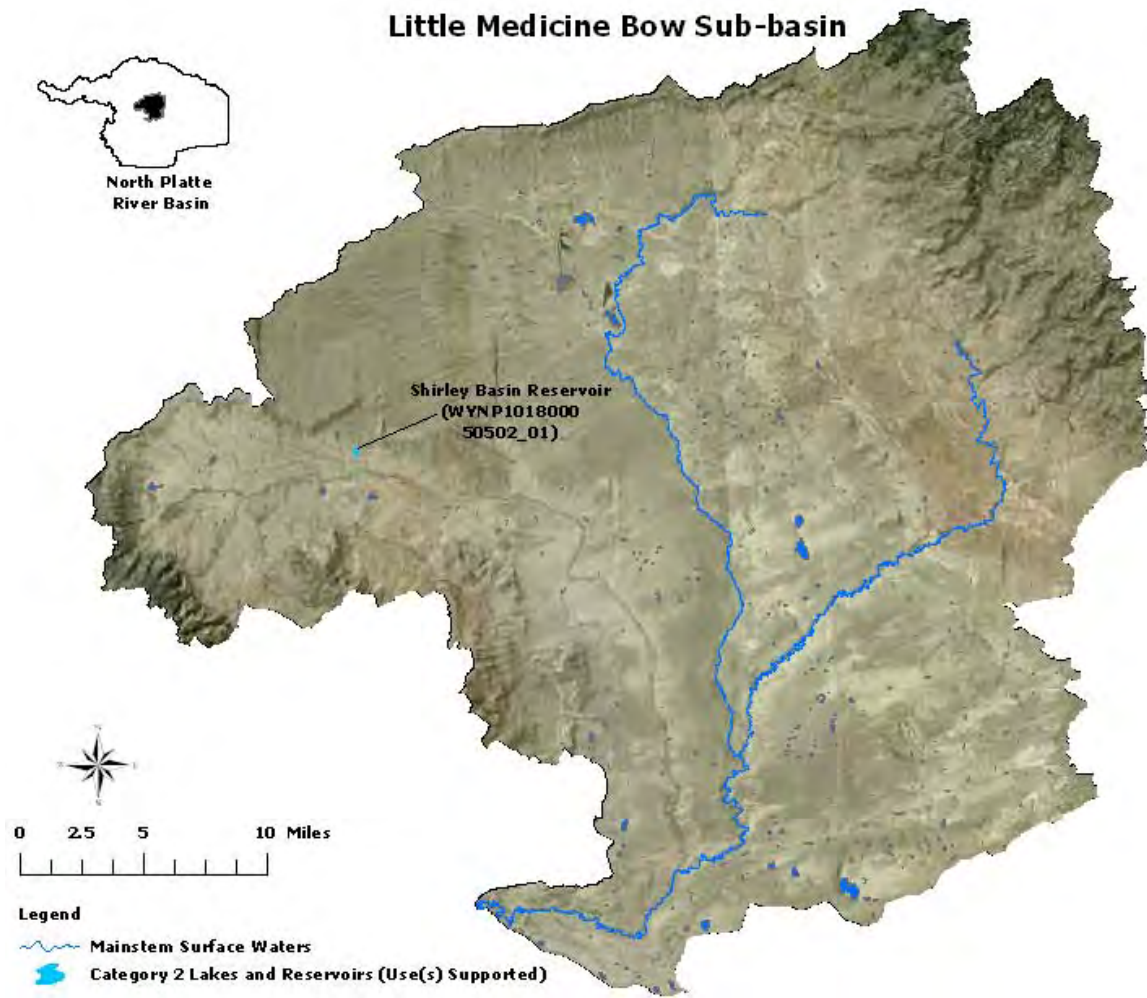 Little Medicine Bow Sub-basin
North Platte
River Basin
Shirley Basin Reservoir
(WYNP1018000
50502_01)
0 2.5 5 10 Miles
Legend
Mainstem Surface Waters
Category 2 Lakes and Reservoirs (Use(s) Supported)